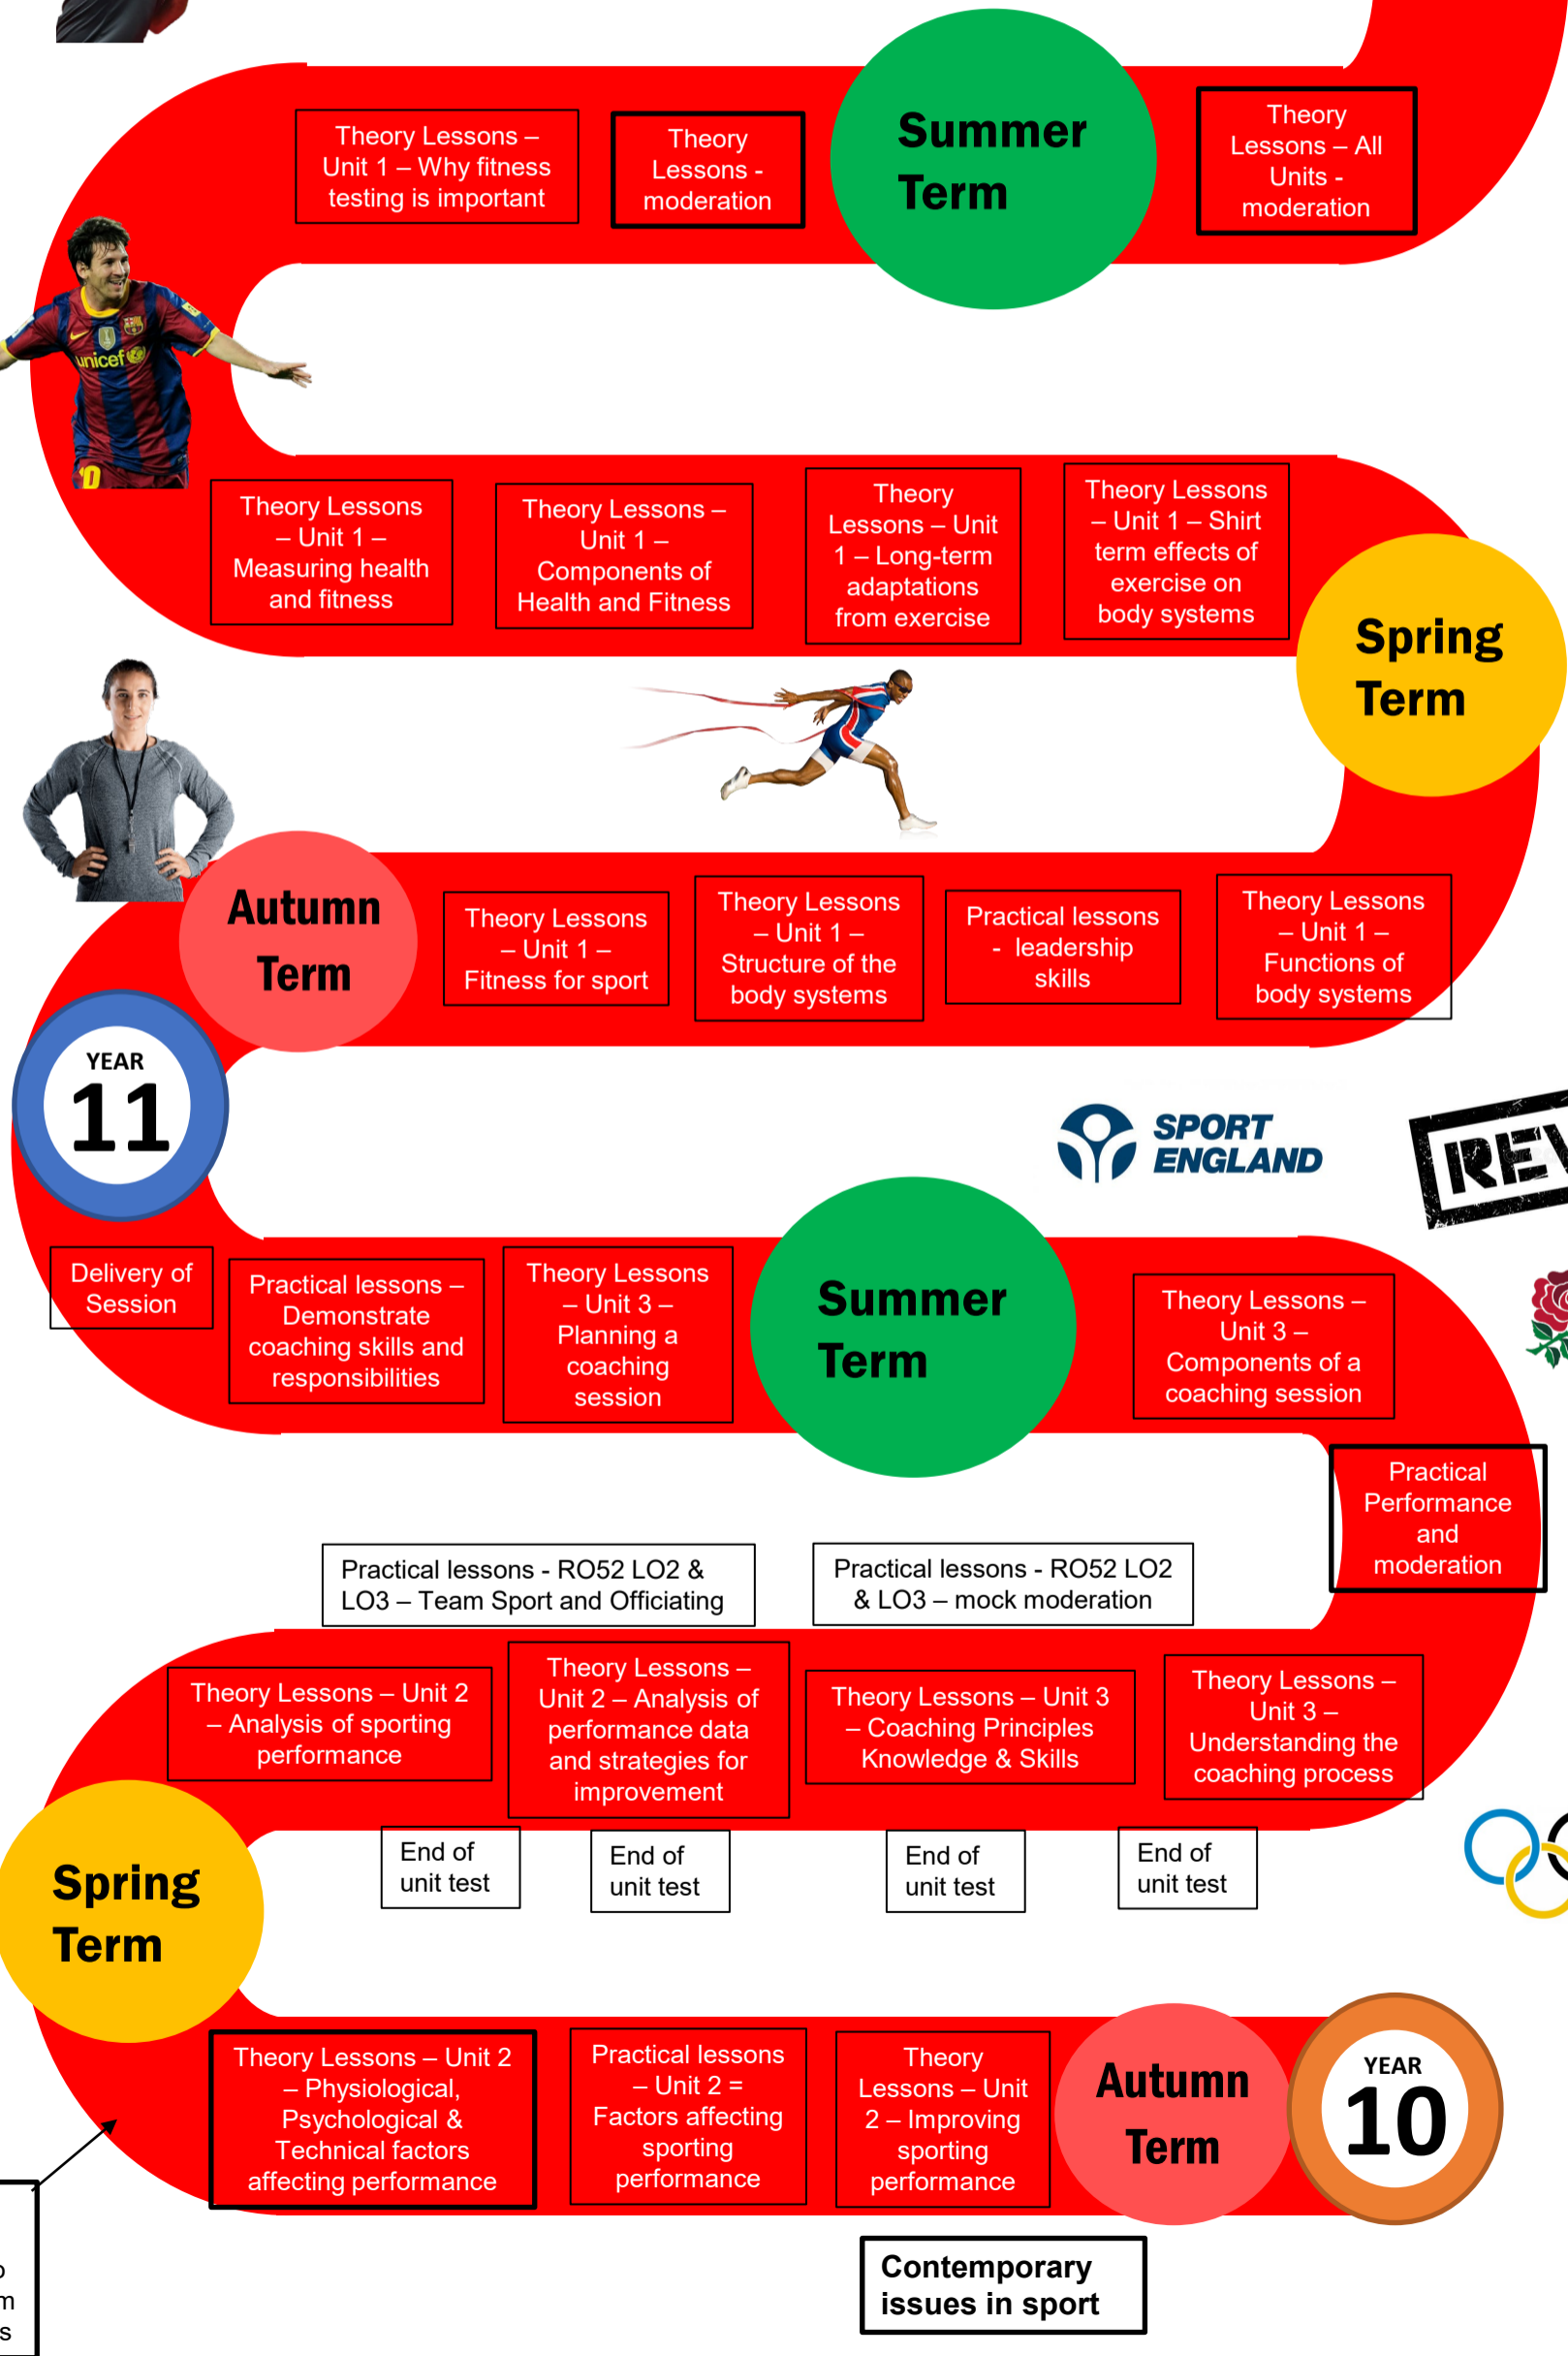 Theory Lessons –
Unit 1 – Why fitness
testing is important
Theory
Lessons -
moderation
Summer
Term
Theory
Lessons – All
Units -
moderation
unicef
10
Theory Lessons
– Unit 1 –
Measuring health
and fitness
Theory Lessons –
Unit 1 –
Components of
Health and Fitness
Theory
Lessons – Unit
1 – Long-term
adaptations
from exercise
Theory Lessons
– Unit 1 – Shirt
term effects of
exercise on
body systems
Spring
Term
Autumn
Term
Theory Lessons
– Unit 1 –
Fitness for sport
Theory Lessons
– Unit 1 –
Structure of the
body systems
Practical lessons
- leadership
skills
Theory Lessons
– Unit 1 –
Functions of
body systems
YEAR
11
SPORT
ENGLAND
Delivery of
Session
Practical lessons –
Demonstrate
coaching skills and
responsibilities
Theory Lessons
– Unit 3 –
Planning a
coaching
session
Summer
Term
Theory Lessons –
Unit 3 –
Components of a
coaching session
Practical
Performance
and
moderation
Practical lessons - RO52 LO2 &
LO3 – Team Sport and Officiating
Practical lessons - RO52 LO2
& LO3 – mock moderation
Theory Lessons – Unit 2
– Analysis of sporting
performance
Theory Lessons –
Unit 2 – Analysis of
performance data
and strategies for
improvement
Theory Lessons – Unit 3
– Coaching Principles
Knowledge & Skills
Theory Lessons –
Unit 3 –
Understanding the
coaching process
Spring
Term
End of
unit test
End of
unit test
End of
unit test
End of
unit test
Theory Lessons – Unit 2
– Physiological,
Psychological &
Technical factors
affecting performance
Practical lessons
– Unit 2 =
Factors affecting
sporting
performance
Theory
Lessons – Unit
2 – Improving
sporting
performance
Autumn
Term
YEAR
10
Contemporary
issues in sport